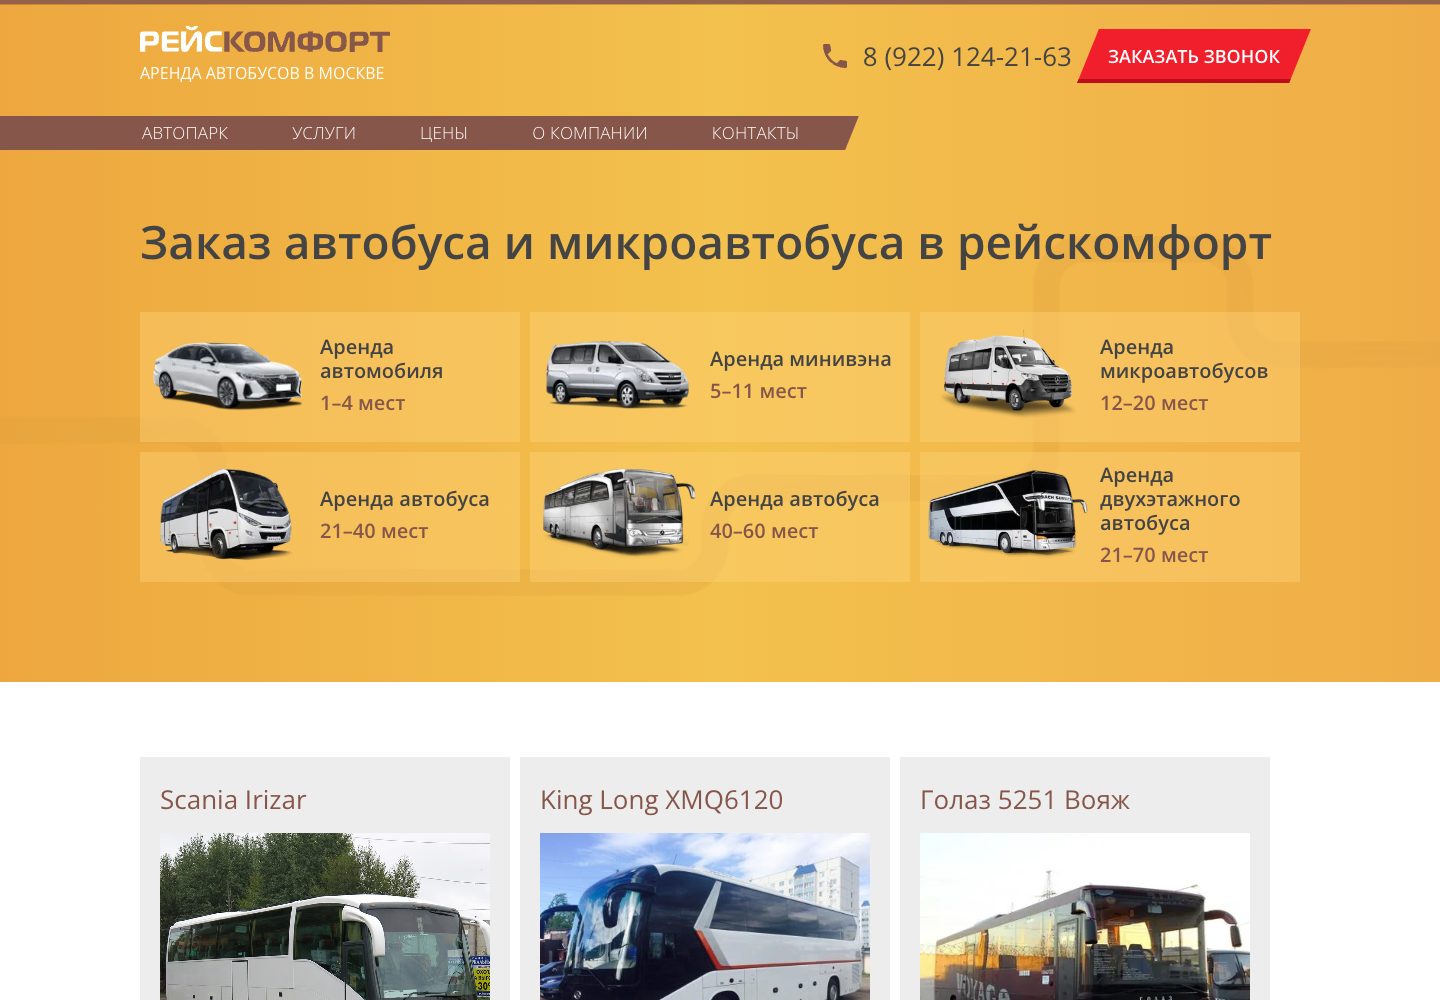 РЕЙСКОМФОРТ
АРЕНДА АВТОБУСОВ В МОСКВЕ
8 (922) 124-21-63
ЗАКАЗАТЬ ЗВОНОК
АВТОПАРК
УСЛУГИ
ЦЕНЫ
О КОМПАНИИ
КОНТАКТЫ
Заказ автобуса и микроавтобуса в рейскомфорт
Аренда
автомобиля
1–4 мест
Аренда минивэна
5–11 мест
Аренда
микроавтобусов
12–20 мест
Аренда автобуса
21–40 мест
Аренда автобуса
40–60 мест
Аренда
двухэтажного
автобуса
21–70 мест
Scania Irizar
King Long XMQ6120
Голаз 5251 Вояж